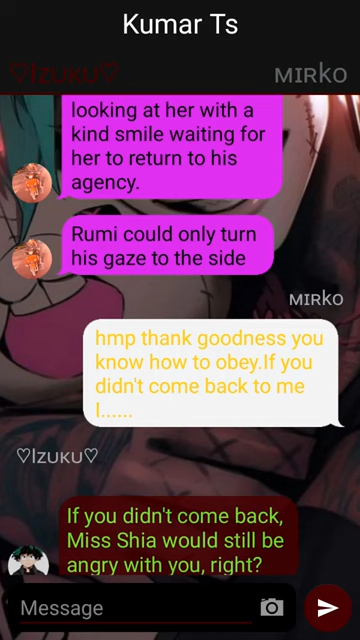 Kumar Ts
♡Izuku♡ MIRKO
looking at her with a
kind smile waiting for
her to return to his
agency.
Rumi could only turn
his gaze to the side
MIRKO
hmp thank goodness you
know how to obey.If you
didn't come back to me
I......
♡Izuku♡
If you didn't come back,
Miss Shia would still be
angry with you, right?
Message